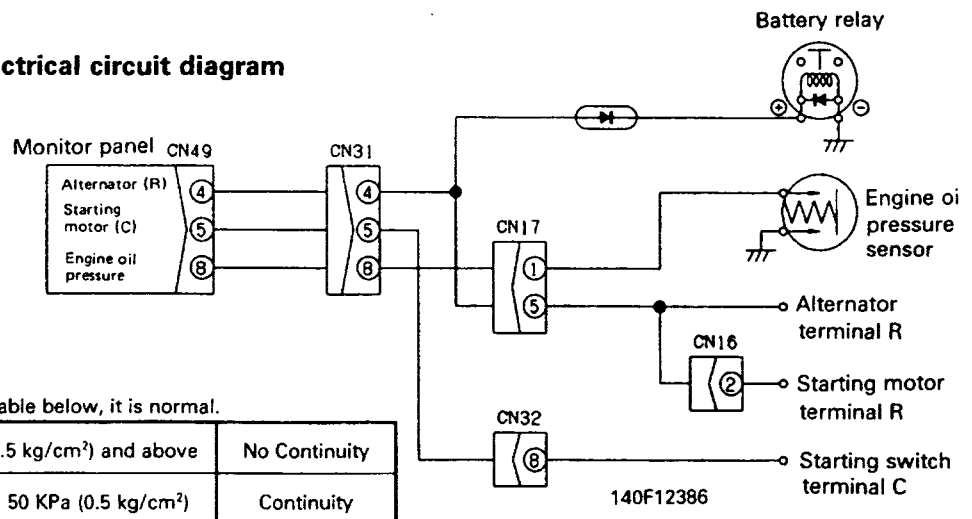 Battery relay
ctrical circuit diagram
Monitor panel CN49 CN31
Alternator (R) 4 4
Starting motor (C) 5 5
Engine oil pressure 8 8
⊕ ⊖
CN17
1
5
Engine oi
pressure
sensor
Alternator
terminal R
CN16
2
Starting motor
terminal R
CN32
8
Starting switch
terminal C
able below, it is normal.
.5 kg/cm²) and above No Continuity
50 KPa (0.5 kg/cm²) Continuity
140F12386